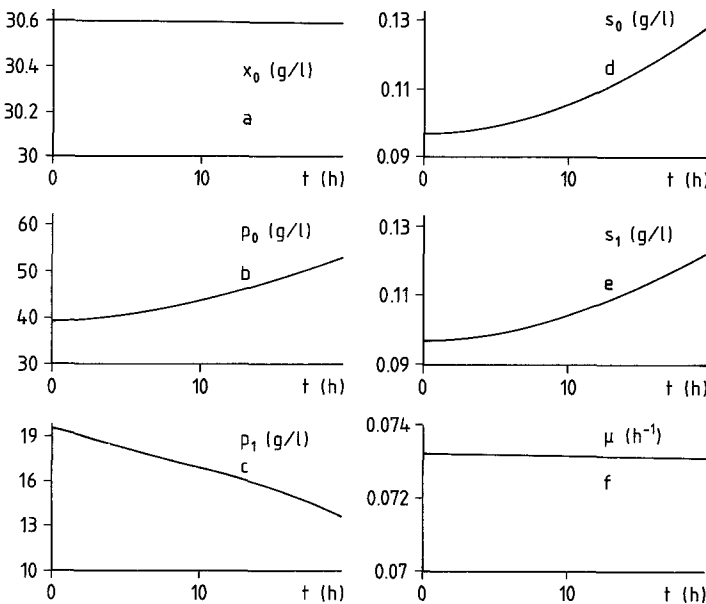 30.6
30.4
30.2
30
x₀ (g/l)
a
0
10
t (h)
0.13
0.11
0.09
s₀ (g/l)
d
10
t (h)
60
50
40
30
p₀ (g/l)
b
0
10
t (h)
0.13
0.11
0.09
s₁ (g/l)
e
0
10
t (h)
19
16
13
10
p₁ (g/l)
c
0
10
t (h)
0.074
0.072
0.07
μ (h⁻¹)
f
0
10
t (h)